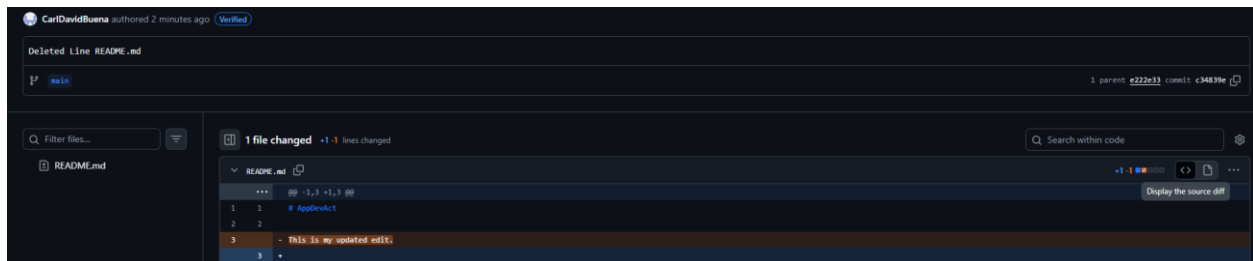 CarlDavidBuena authored 2 minutes ago Verified
Deleted Line README.md
main
1 parent e222e33 commit c34839e
Filter files...
1 file changed +1 -1 lines changed
Search within code
README.md
README.md
+1 -1
... @@ -1,3 +1,3 @@
Display the source diff
1 1 # AppDevAct
2 2
3 - This is my updated edit.
3 +